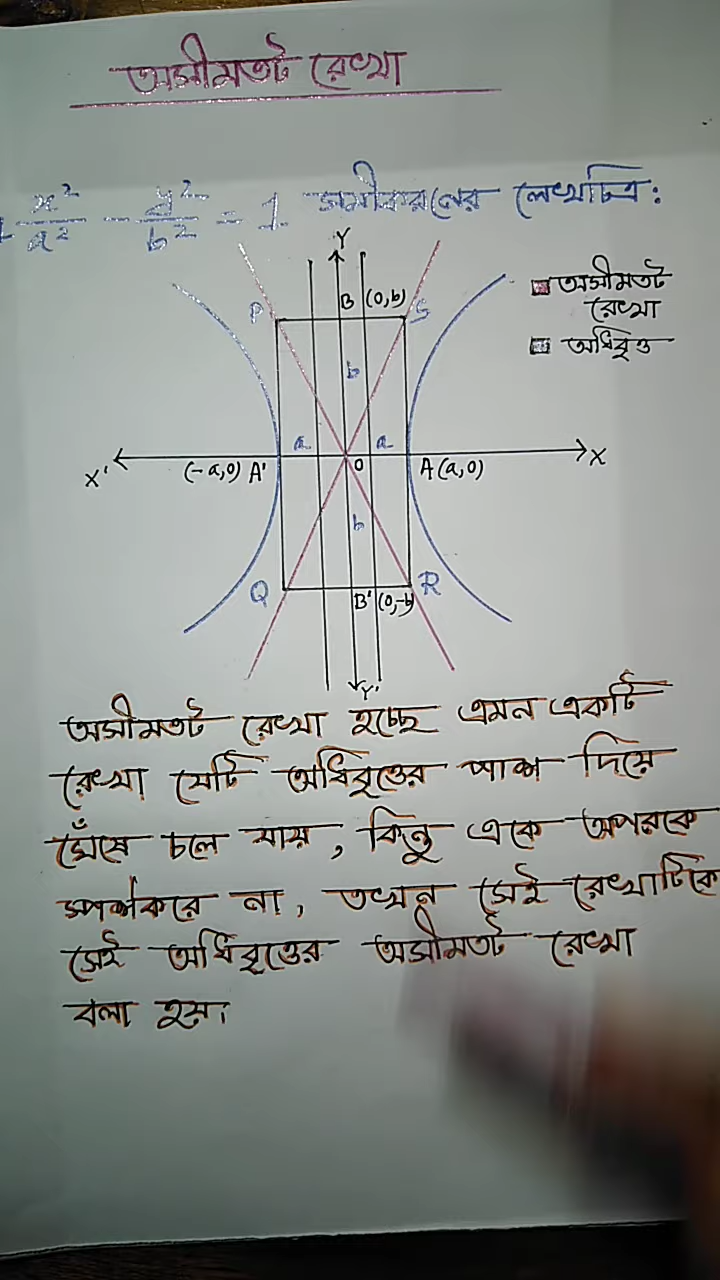 অসীমতট রেখা
x²/a² - y²/b² = 1 সমীকরনের লেখচিত্র:
Y
অসীমতট
রেখা
P
B (0,b)
S
অধিবৃত্ত
b
a
a
X'
(-a,0) A'
O
A (a,0)
X
b
Q
B' (0,-b)
R
Y'
অসীমতট রেখা হচ্ছে এমন একটি
রেখা যেটি অধিবৃত্তের পাশ দিয়ে
ঘেঁষে চলে যায়, কিন্তু একে অপরকে
স্পর্শ করে না, তখন সেই রেখাটিকে
সেই অধিবৃত্তের অসীমতট রেখা
বলা হয়।